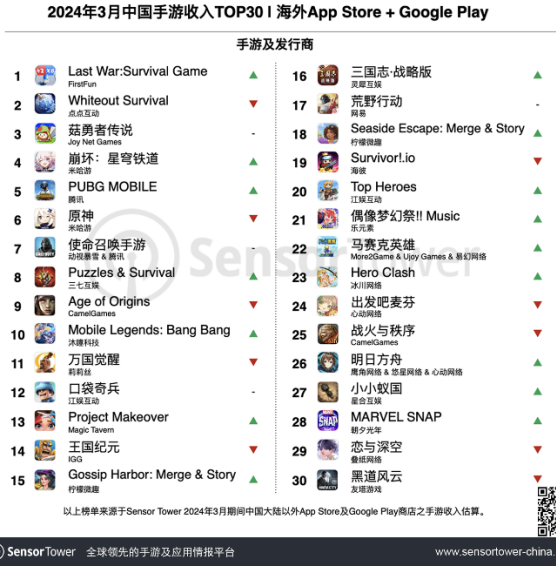 2024年3月中国手游收入TOP30 | 海外App Store + Google Play
手游及发行商
1 Last War:Survival Game
FirstFun
2 Whiteout Survival
点点互动
3 菇勇者传说 -
Joy Net Games
4 崩坏：星穹铁道
米哈游
5 PUBG MOBILE
腾讯
6 原神
米哈游
7 使命召唤手游 -
动视暴雪 & 腾讯
8 Puzzles & Survival
三七互娱
9 Age of Origins
CamelGames
10 Mobile Legends: Bang Bang
沐瞳科技
11 万国觉醒
莉莉丝
12 口袋奇兵 -
江娱互动
13 Project Makeover
Magic Tavern
14 王国纪元
IGG
15 Gossip Harbor: Merge & Story
柠檬微趣
16 三国志·战略版
灵犀互娱
17 荒野行动 -
网易
18 Seaside Escape: Merge & Story
柠檬微趣
19 Survivor!.io
海彼
20 Top Heroes
江娱互动
21 偶像梦幻祭!! Music
乐元素
22 马赛克英雄
More2Game & Ujoy Games & 易幻网络
23 Hero Clash
冰川网络
24 出发吧麦芬
心动网络
25 战火与秩序
CamelGames
26 明日方舟
鹰角网络 & 悠星网络 & 心动网络
27 小小蚁国
星合互娱
28 MARVEL SNAP
朝夕光年
29 恋与深空
叠纸网络
30 黑道风云
友塔游戏
SensorTower
以上榜单来源于Sensor Tower 2024年3月期间中国大陆以外App Store及Google Play商店之手游收入估算。
SensorTower 全球领先的手游及应用情报平台
www.sensortower-china.